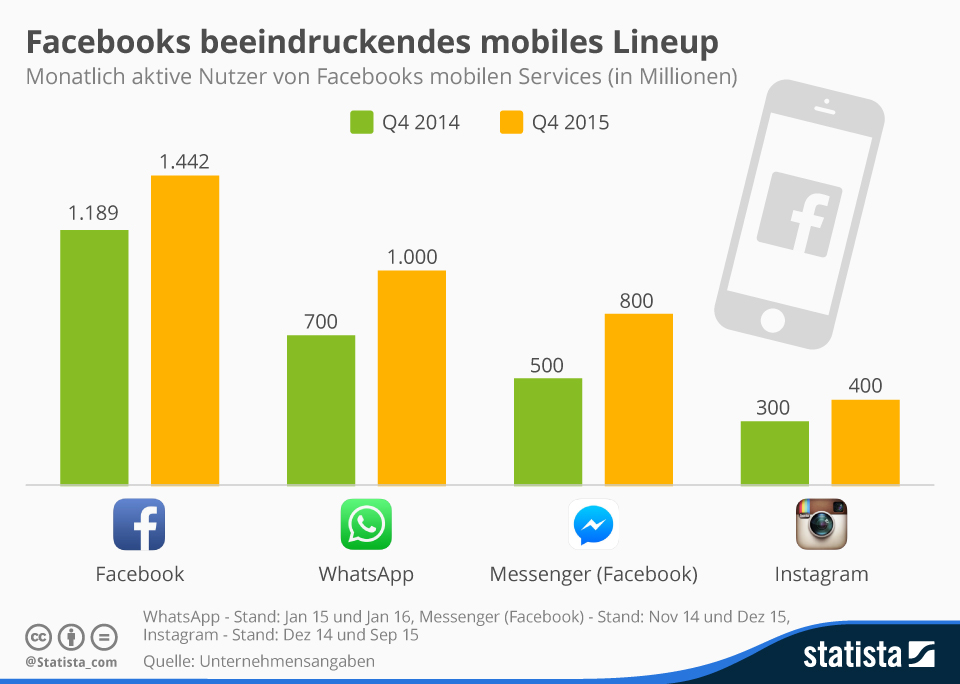 Facebooks beeindruckendes mobiles Lineup
Monatlich aktive Nutzer von Facebooks mobilen Services (in Millionen)
Q4 2014 Q4 2015
1.189
1.442
700
1.000
500
800
300
400
Facebook
WhatsApp
Messenger (Facebook)
Instagram
WhatsApp - Stand: Jan 15 und Jan 16, Messenger (Facebook) - Stand: Nov 14 und Dez 15,
Instagram - Stand: Dez 14 und Sep 15
@Statista_com
Quelle: Unternehmensangaben
statista